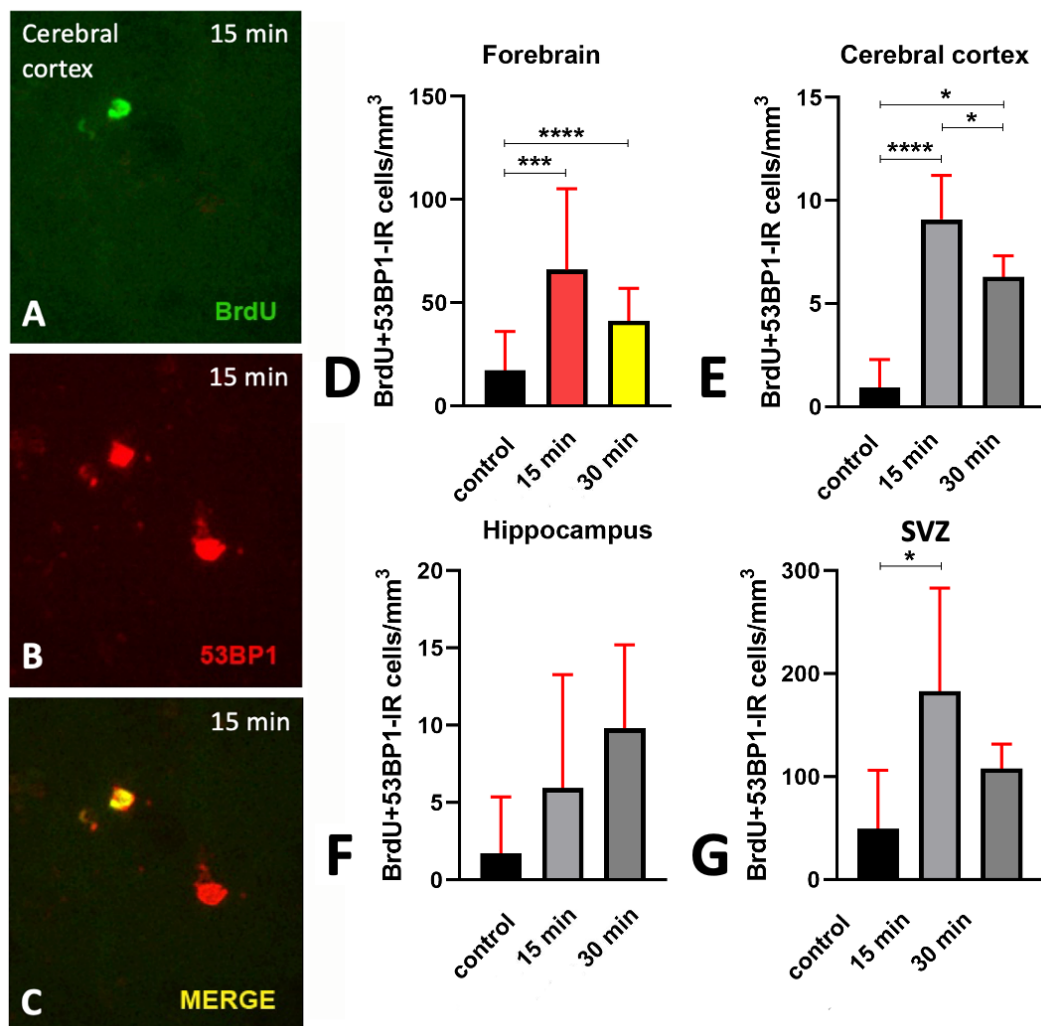 Cerebral
cortex
15 min
A
BrdU
15 min
B
53BP1
15 min
C
MERGE
D
Forebrain
BrdU+53BP1-IR cells/mm³
150
100
50
0
****
***
control
15 min
30 min
E
Cerebral cortex
BrdU+53BP1-IR cells/mm³
15
10
5
0
*
*
****
control
15 min
30 min
F
Hippocampus
BrdU+53BP1-IR cells/mm³
20
15
10
5
0
control
15 min
30 min
G
SVZ
BrdU+53BP1-IR cells/mm³
300
200
100
0
*
control
15 min
30 min